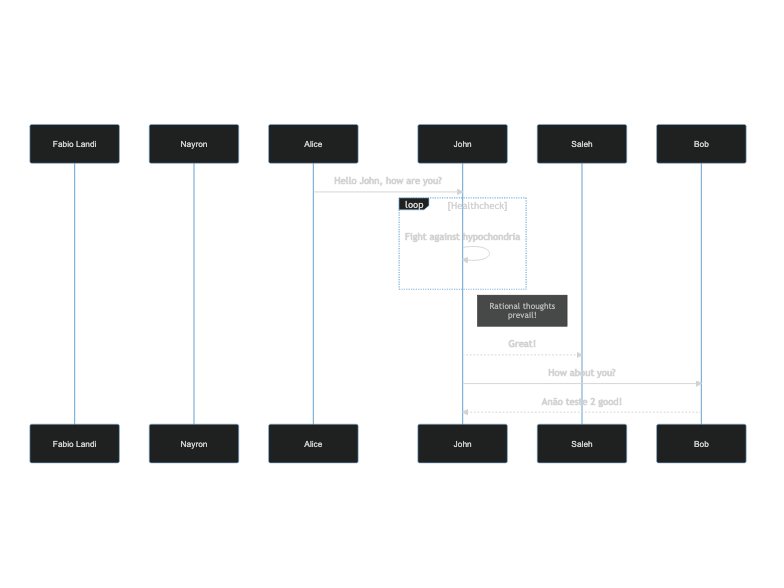 Fabio Landi
Nayron
Alice
John
Saleh
Bob
Hello John, how are you?
loop
[Healthcheck]
Fight against hypochondria
Rational thoughts
prevail!
Great!
How about you?
Anão teste 2 good!
Fabio Landi
Nayron
Alice
John
Saleh
Bob